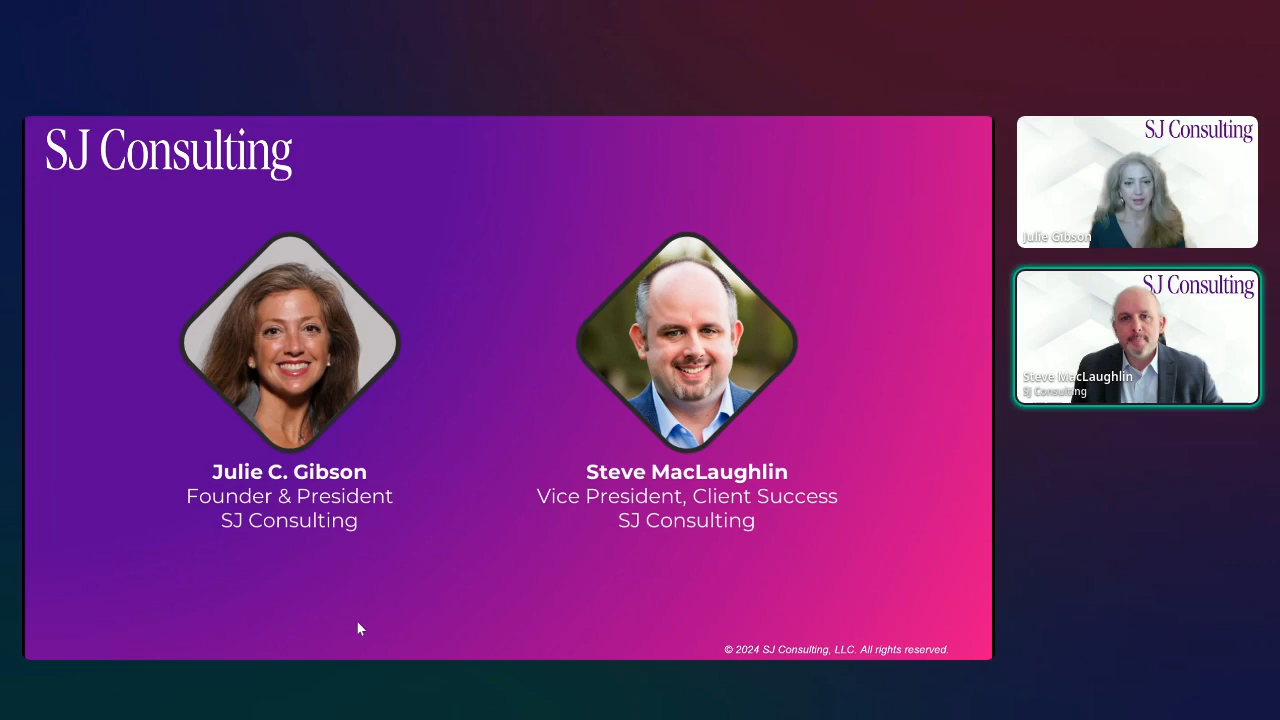 SJ Consulting
Julie C. Gibson
Founder & President
SJ Consulting
Steve MacLaughlin
Vice President, Client Success
SJ Consulting
© 2024 SJ Consulting, LLC. All rights reserved.
SJ Consulting
Julie Gibson
SJ Consulting
Steve MacLaughlin
SJ Consulting